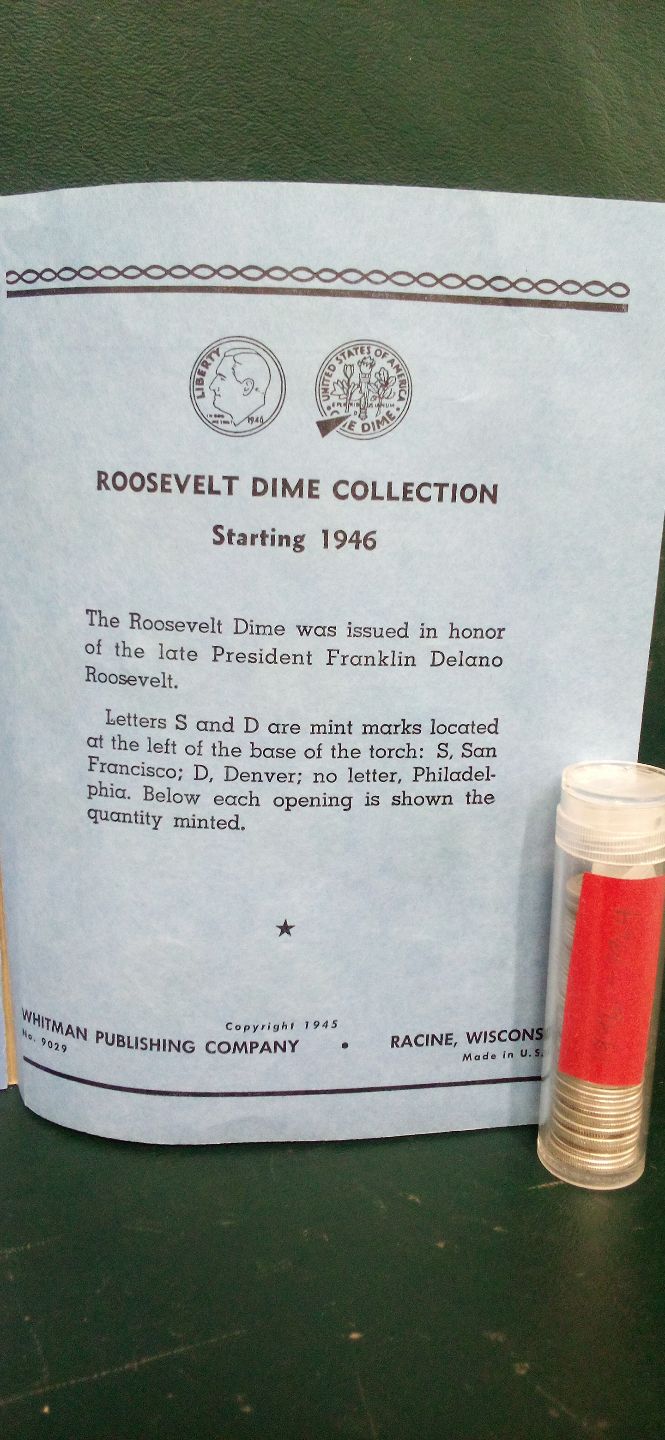 LIBERTY
1946
UNITED STATES OF AMERICA
E DIME
ROOSEVELT DIME COLLECTION
Starting 1946
The Roosevelt Dime was issued in honor
of the late President Franklin Delano
Roosevelt.
Letters S and D are mint marks located
at the left of the base of the torch: S, San
Francisco; D, Denver; no letter, Philadel-
phia. Below each opening is shown the
quantity minted.
Copyright 1945
WHITMAN PUBLISHING COMPANY • RACINE, WISCONS
No. 9029
Made in U.S.